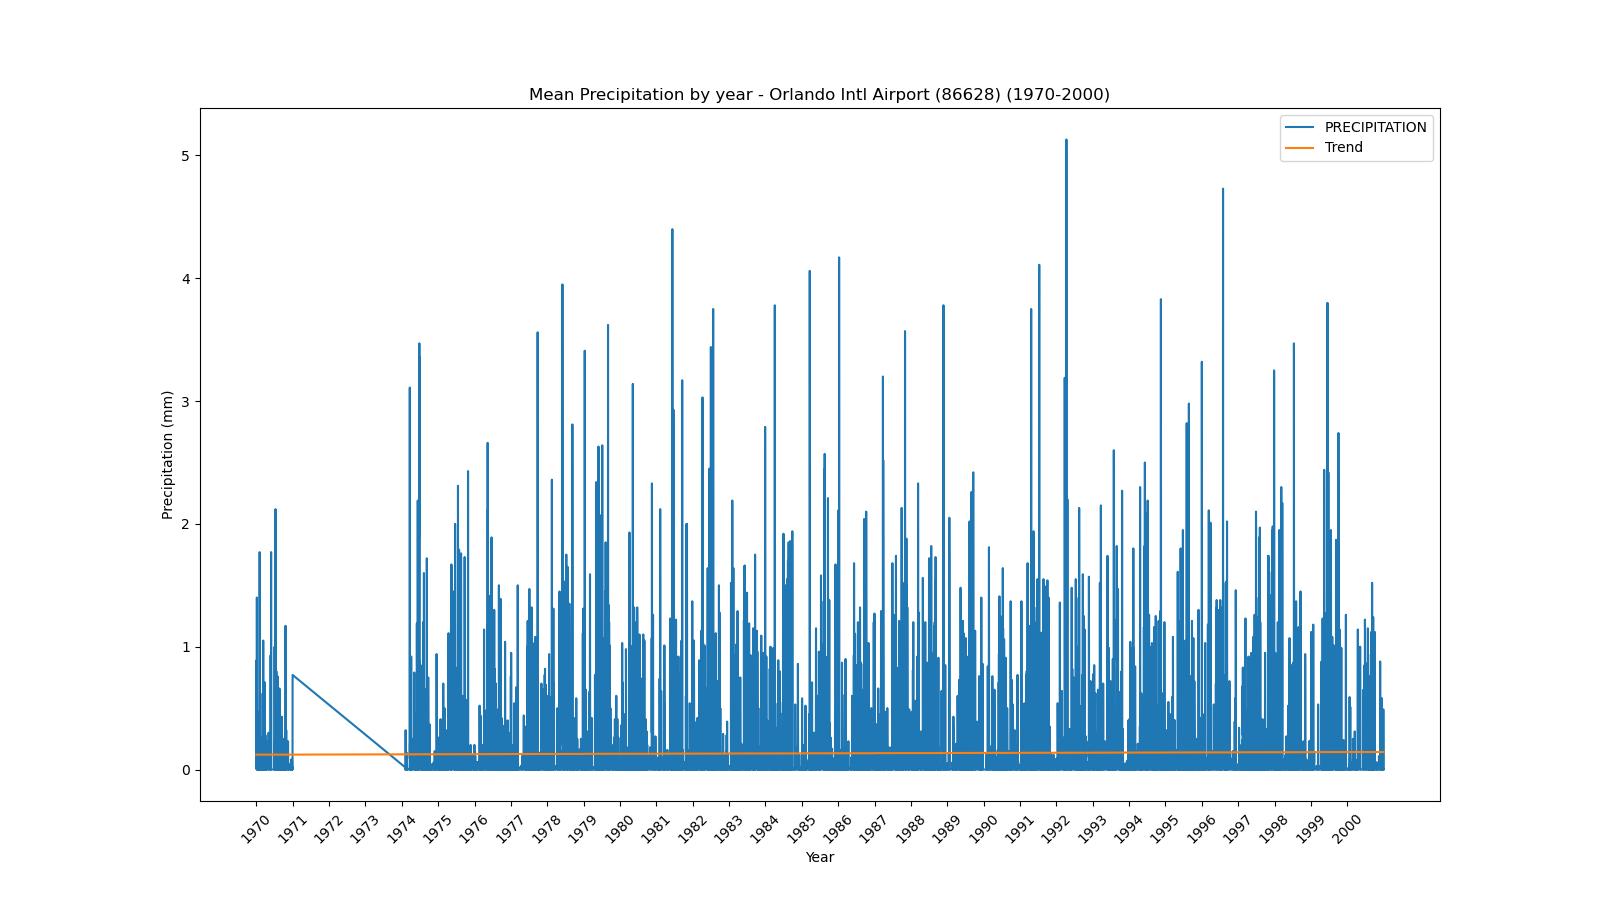 Mean Precipitation by year - Orlando Intl Airport (86628) (1970-2000)
PRECIPITATION
Trend
Precipitation (mm)
5
4
3
2
1
0
1970 1971 1972 1973 1974 1975 1976 1977 1978 1979 1980 1981 1982 1983 1984 1985 1986 1987 1988 1989 1990 1991 1992 1993 1994 1995 1996 1997 1998 1999 2000
Year